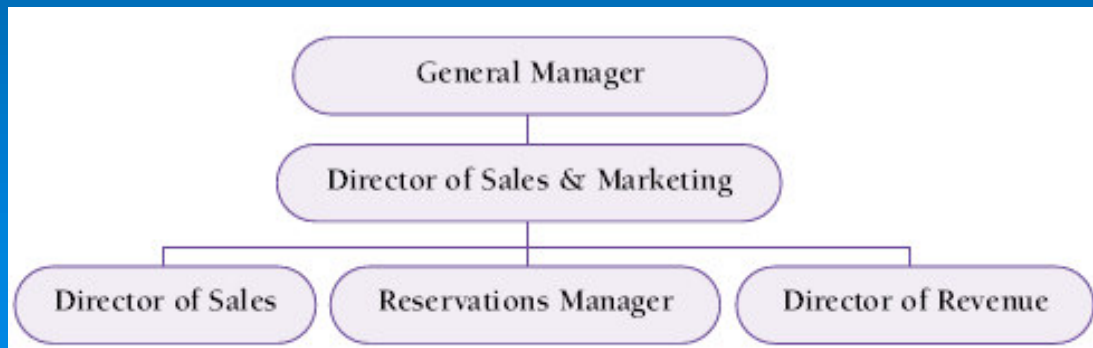 General Manager
Director of Sales & Marketing
Director of Sales
Reservations Manager
Director of Revenue